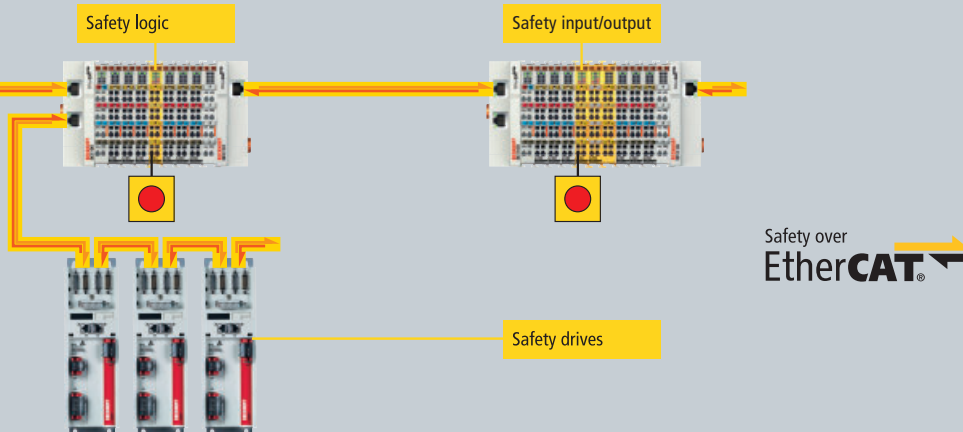 Safety logic
Safety input/output
Safety over
EtherCAT®
Safety drives